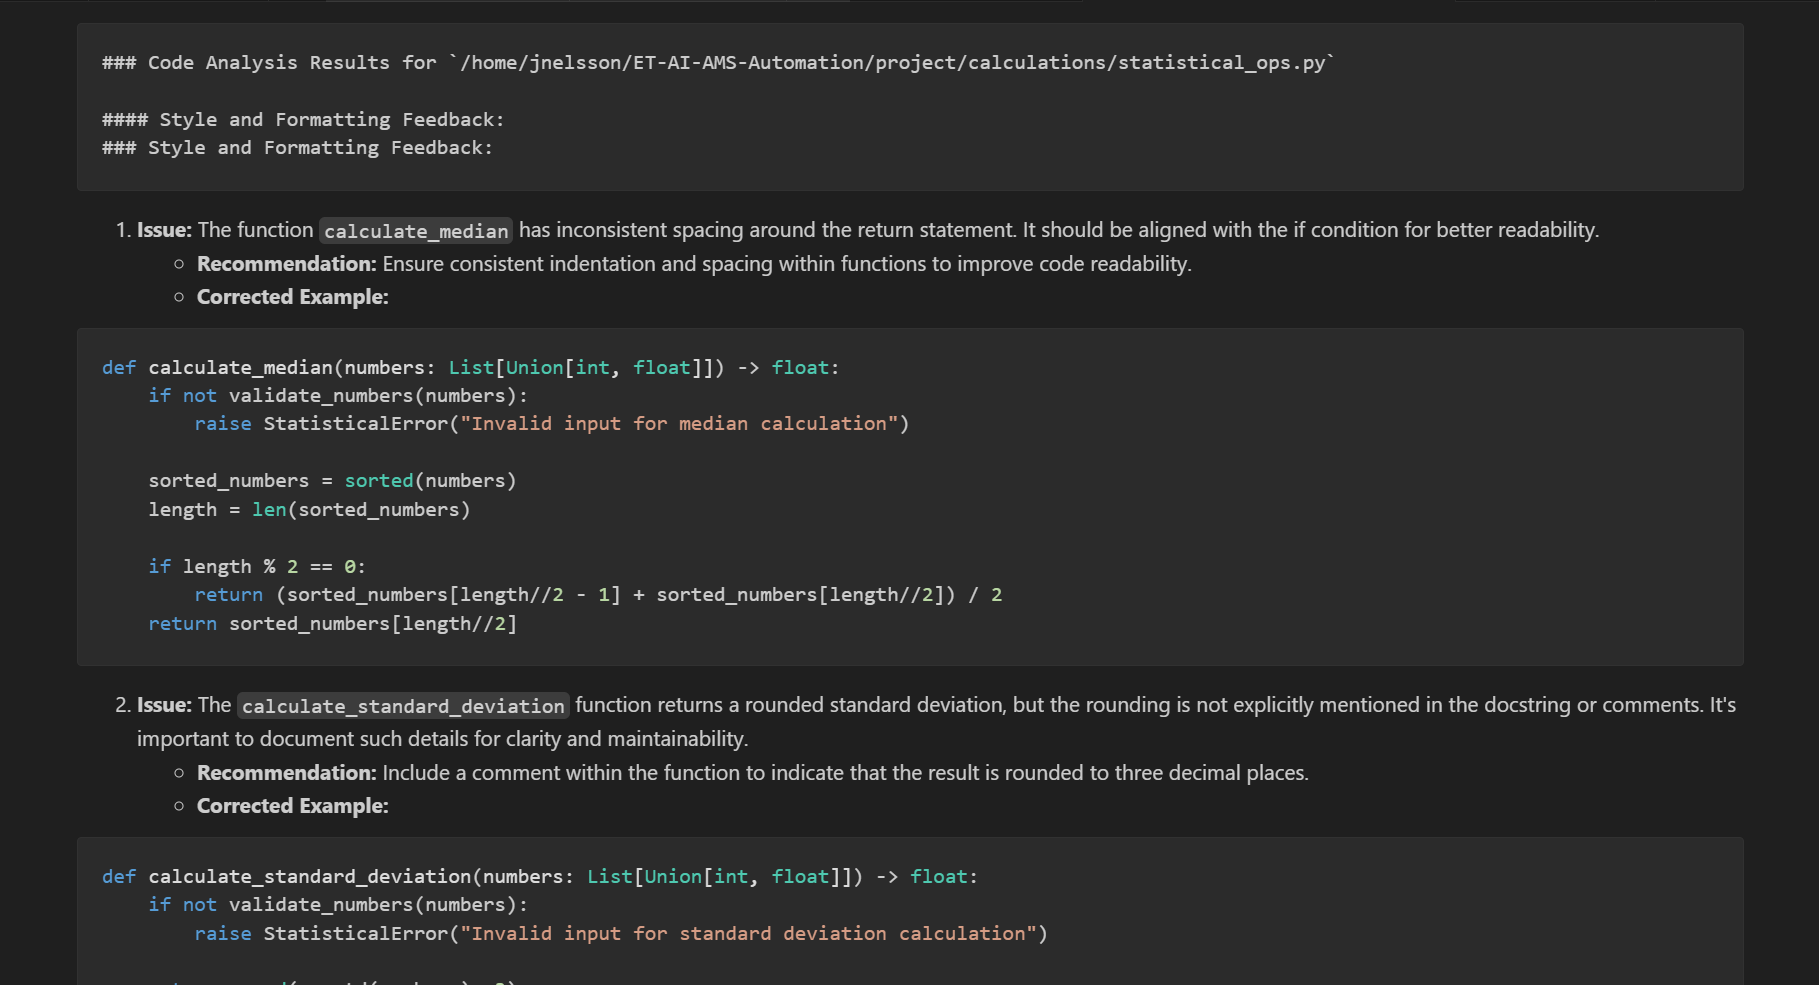 ### Code Analysis Results for `/home/jnelsson/ET-AI-AMS-Automation/project/calculations/statistical_ops.py`
#### Style and Formatting Feedback:
### Style and Formatting Feedback:
1. Issue: The function calculate_median has inconsistent spacing around the return statement. It should be aligned with the if condition for better readability.
○ Recommendation: Ensure consistent indentation and spacing within functions to improve code readability.
○ Corrected Example:
def calculate_median(numbers: List[Union[int, float]]) -> float:
    if not validate_numbers(numbers):
        raise StatisticalError("Invalid input for median calculation")
    sorted_numbers = sorted(numbers)
    length = len(sorted_numbers)
    if length % 2 == 0:
        return (sorted_numbers[length//2 - 1] + sorted_numbers[length//2]) / 2
    return sorted_numbers[length//2]
2. Issue: The calculate_standard_deviation function returns a rounded standard deviation, but the rounding is not explicitly mentioned in the docstring or comments. It's
important to document such details for clarity and maintainability.
○ Recommendation: Include a comment within the function to indicate that the result is rounded to three decimal places.
○ Corrected Example:
def calculate_standard_deviation(numbers: List[Union[int, float]]) -> float:
    if not validate_numbers(numbers):
        raise StatisticalError("Invalid input for standard deviation calculation")